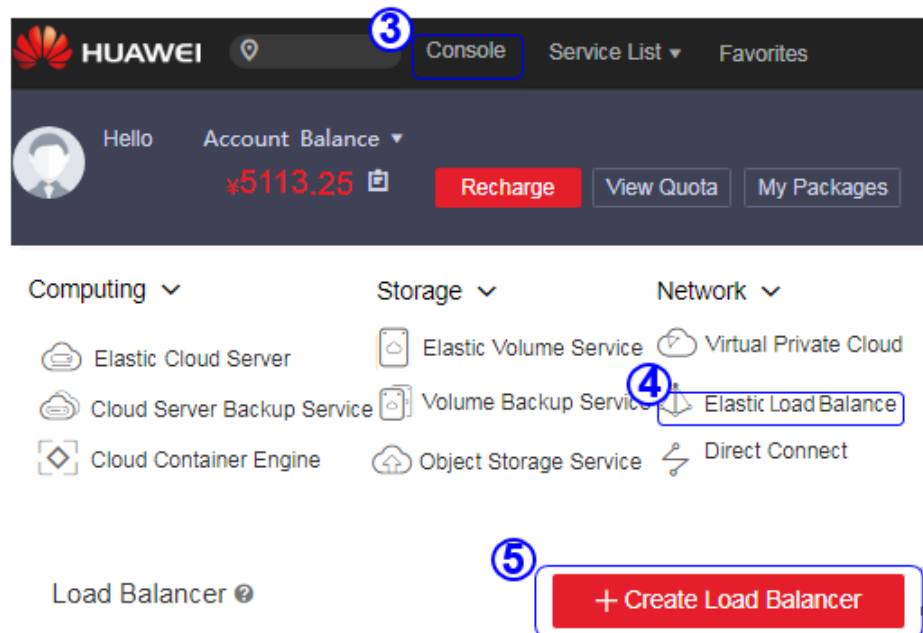 ③
HUAWEI Console Service List Favorites
Hello Account Balance
¥5113.25 Recharge View Quota My Packages
Computing Storage Network
Elastic Cloud Server Elastic Volume Service Virtual Private Cloud
④
Cloud Server Backup Service Volume Backup Service Elastic Load Balance
Cloud Container Engine Object Storage Service Direct Connect
⑤
Load Balancer ? + Create Load Balancer